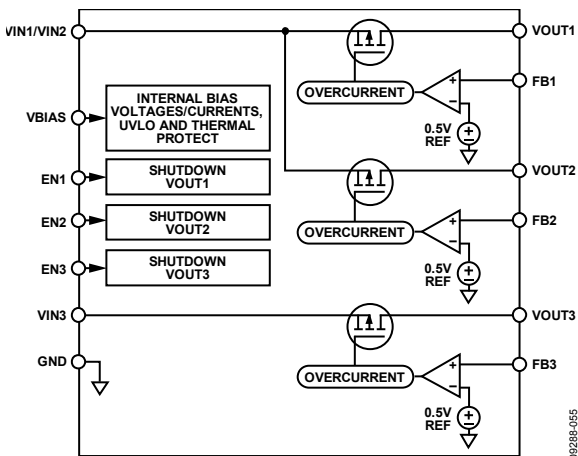 VIN1/VIN2
VOUT1
OVERCURRENT
+
−
FB1
0.5V
REF
VBIAS
INTERNAL BIAS
VOLTAGES/CURRENTS,
UVLO AND THERMAL
PROTECT
EN1
SHUTDOWN
VOUT1
VOUT2
OVERCURRENT
+
−
FB2
0.5V
REF
EN2
SHUTDOWN
VOUT2
EN3
SHUTDOWN
VOUT3
VIN3
VOUT3
GND
OVERCURRENT
+
−
FB3
0.5V
REF
09288-055